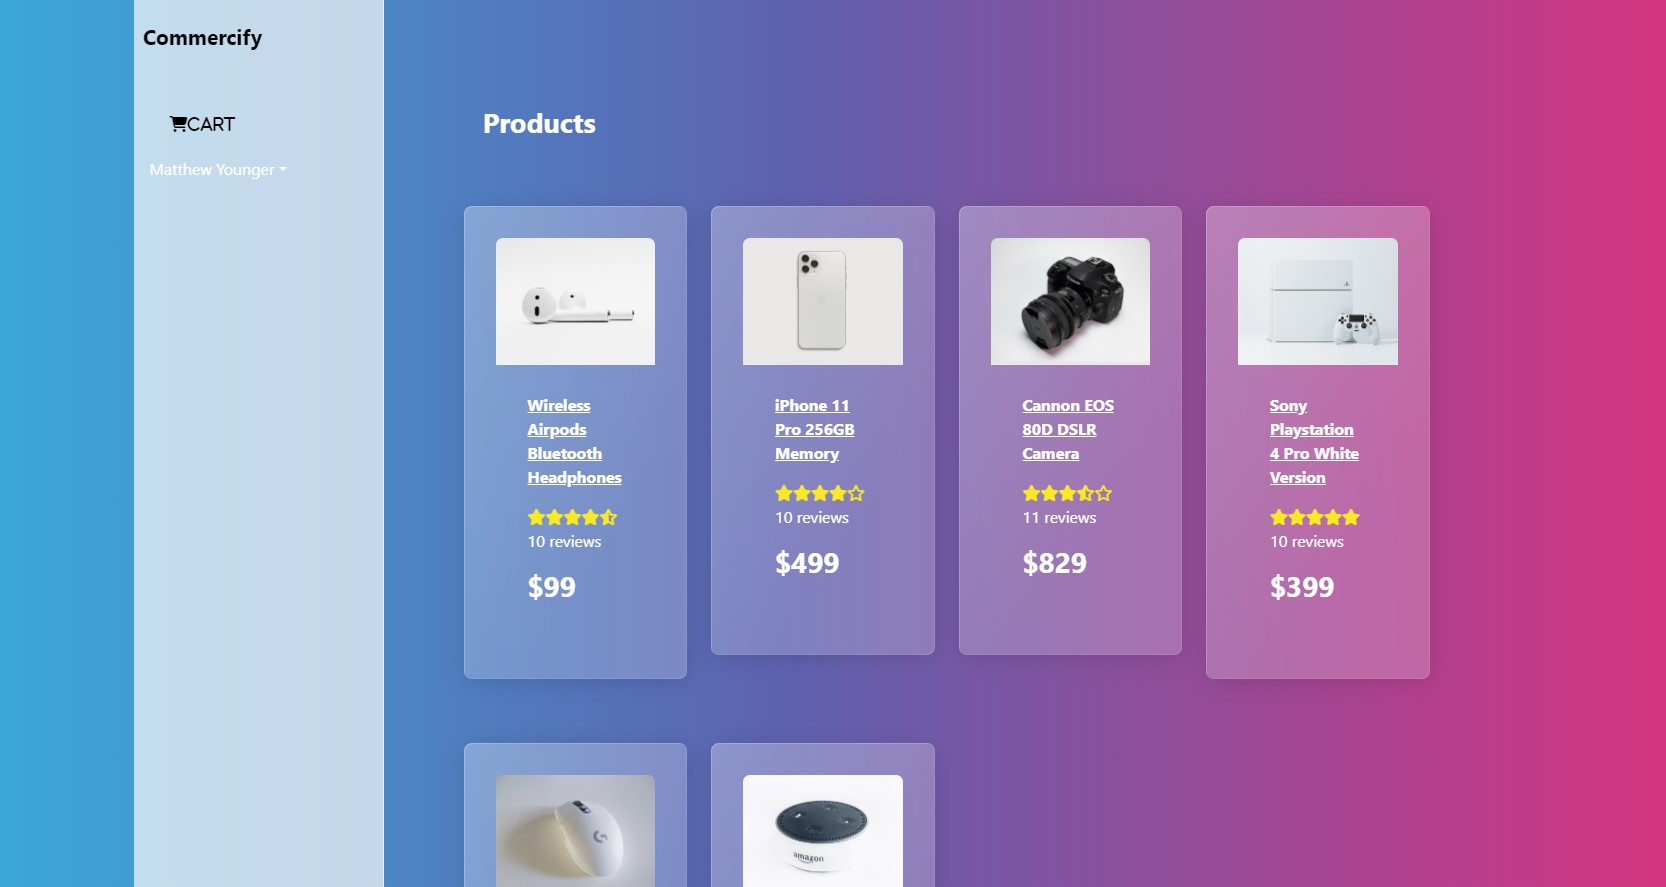 Commercify
CART
Matthew Younger
Products
Wireless
Airpods
Bluetooth
Headphones
10 reviews
$99
iPhone 11
Pro 256GB
Memory
10 reviews
$499
Cannon EOS
80D DSLR
Camera
11 reviews
$829
Sony
Playstation
4 Pro White
Version
10 reviews
$399
amazon